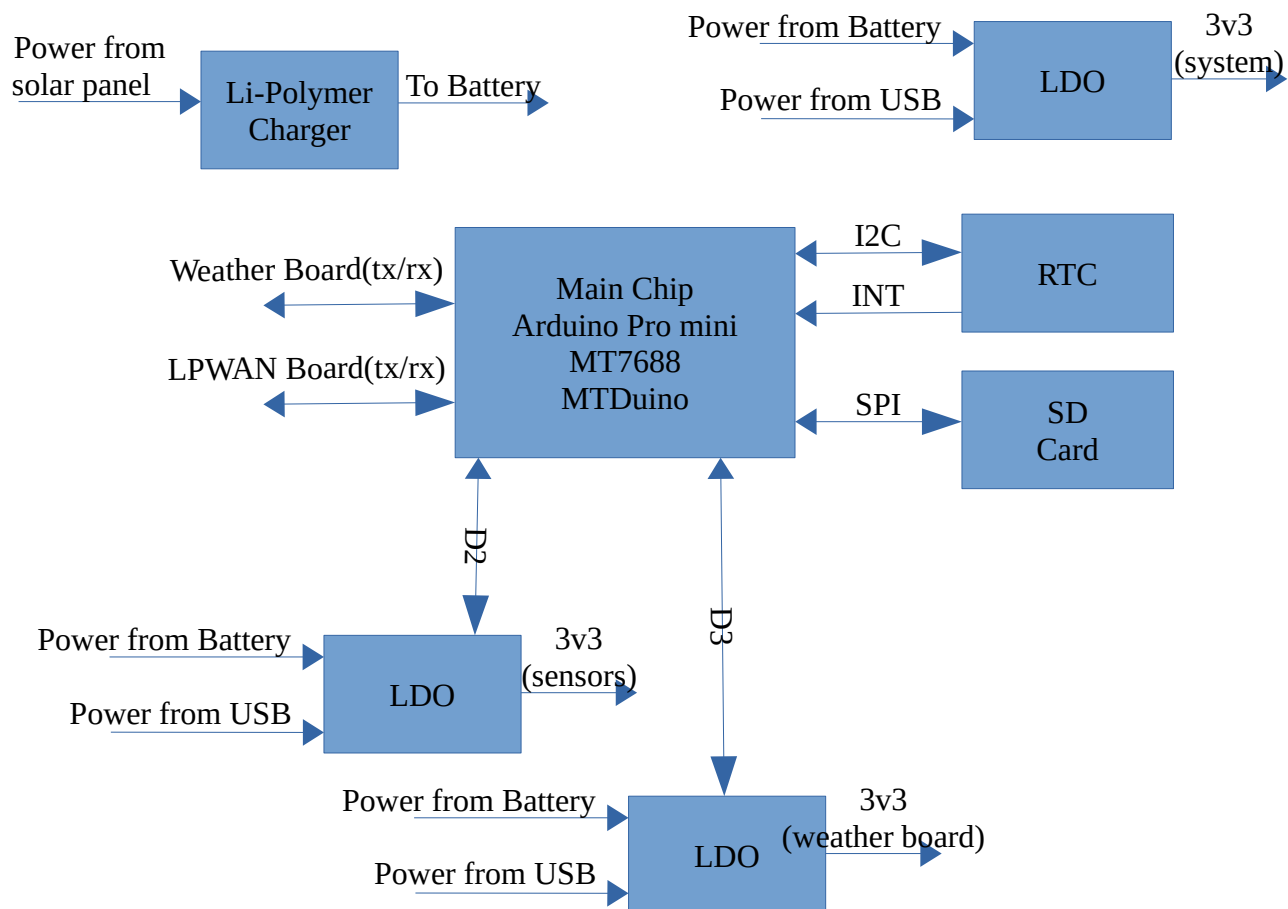 Power from
solar panel
Li-Polymer
Charger
To Battery
Power from Battery
Power from USB
LDO
3v3
(system)
Weather Board(tx/rx)
LPWAN Board(tx/rx)
Main Chip
Arduino Pro mini
MT7688
MTDuino
I2C
INT
RTC
SPI
SD
Card
D2
D3
Power from Battery
Power from USB
LDO
3v3
(sensors)
Power from Battery
Power from USB
LDO
3v3
(weather board)